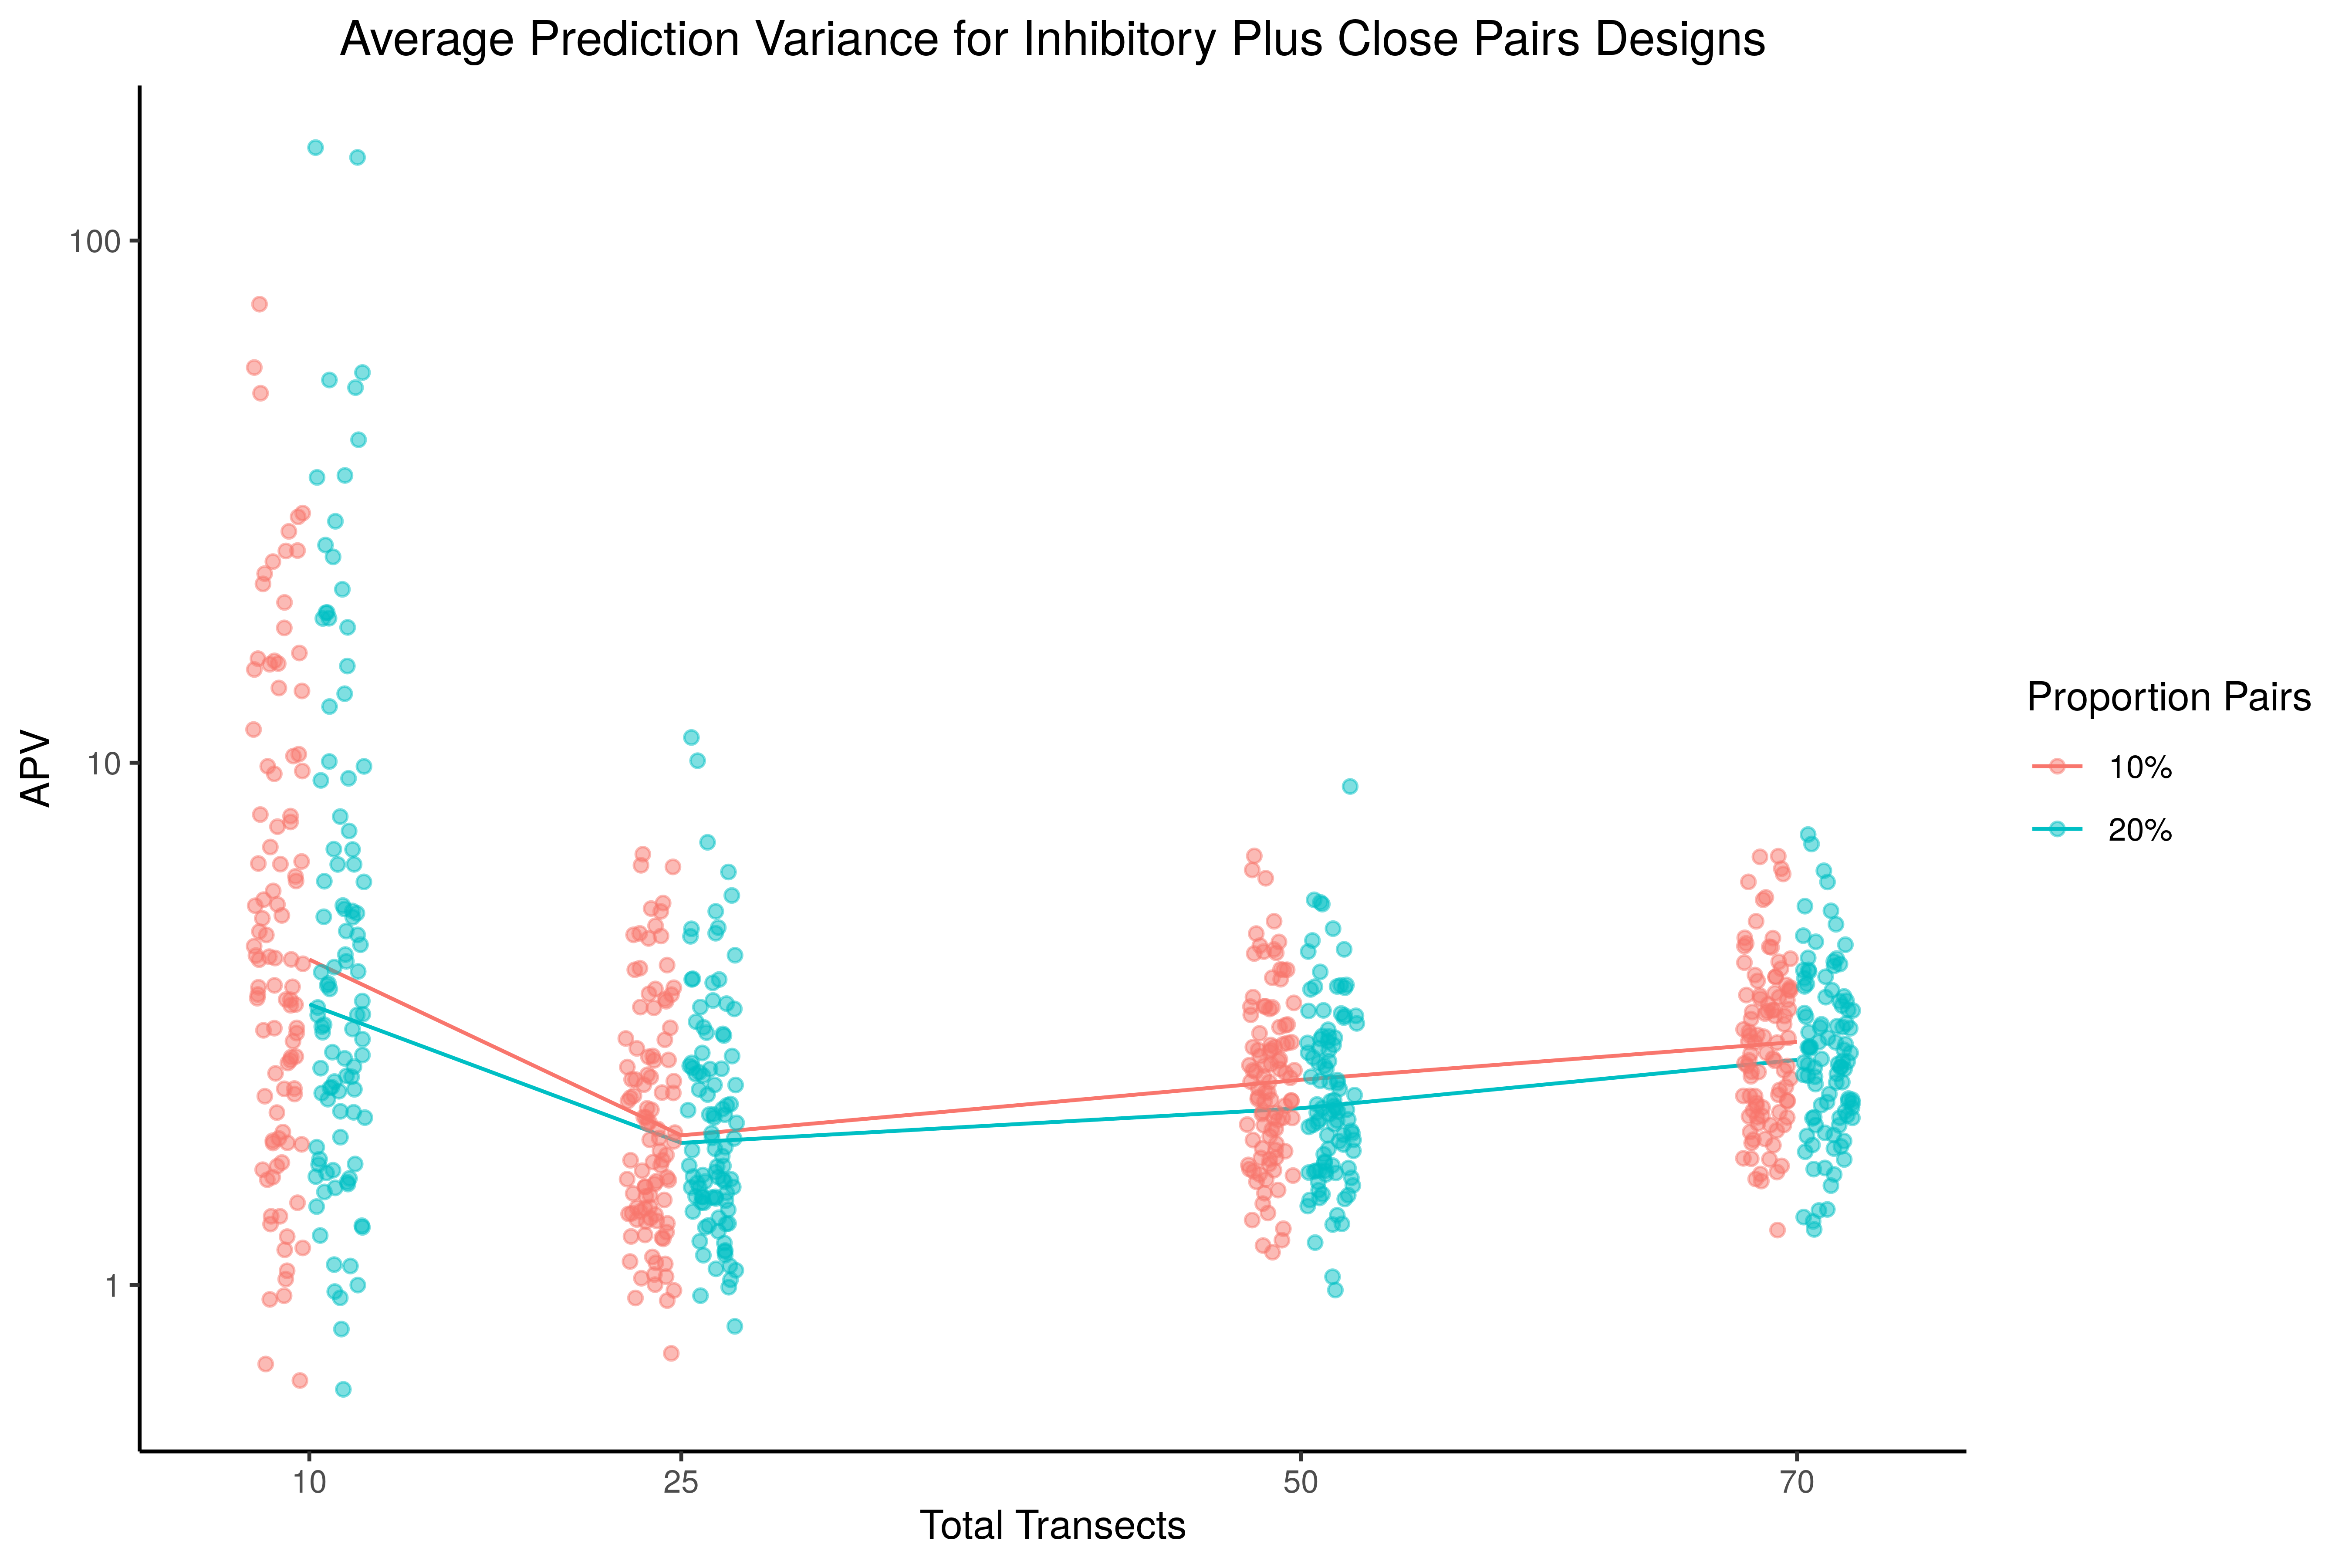 Average Prediction Variance for Inhibitory Plus Close Pairs Designs
100
10
1
APV
10
25
50
70
Total Transects
Proportion Pairs
10%
20%